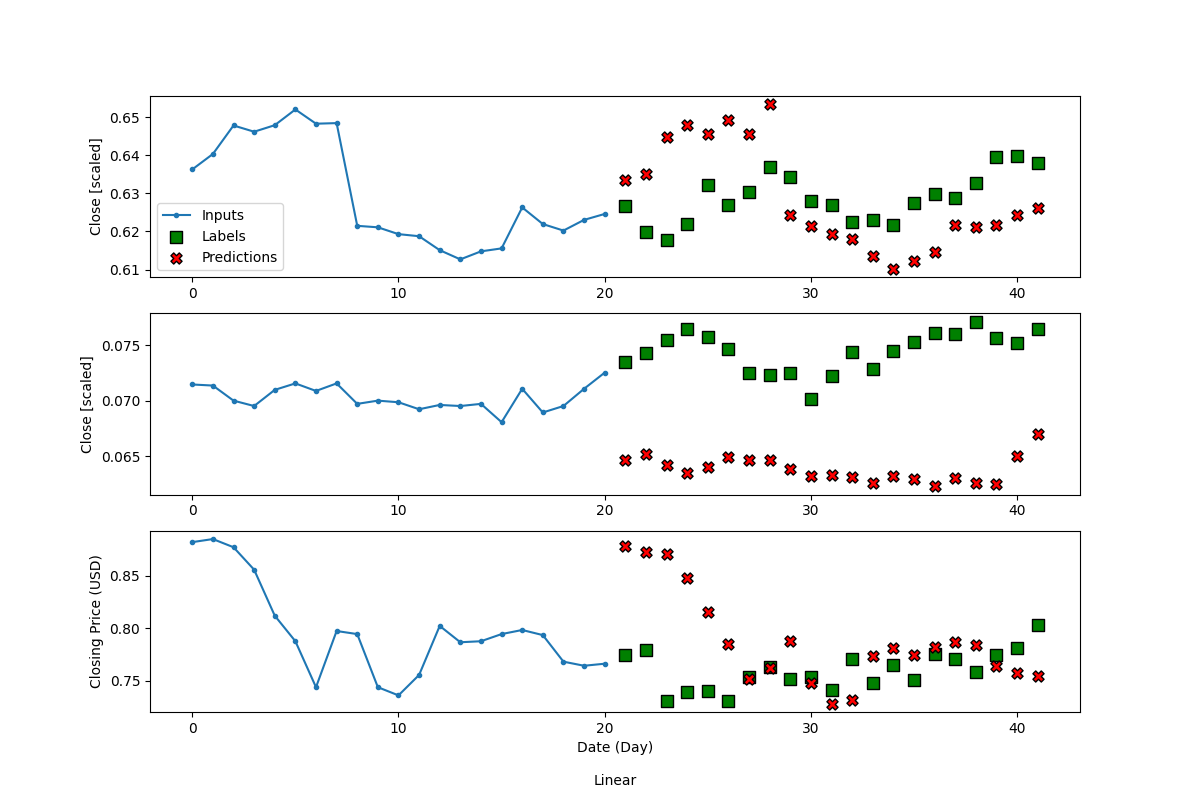 Close [scaled]
0.65
0.64
0.63
0.62
0.61
Inputs
Labels
Predictions
0 10 20 30 40
Close [scaled]
0.075
0.070
0.065
0 10 20 30 40
Closing Price (USD)
0.85
0.80
0.75
0 10 20 30 40
Date (Day)
Linear